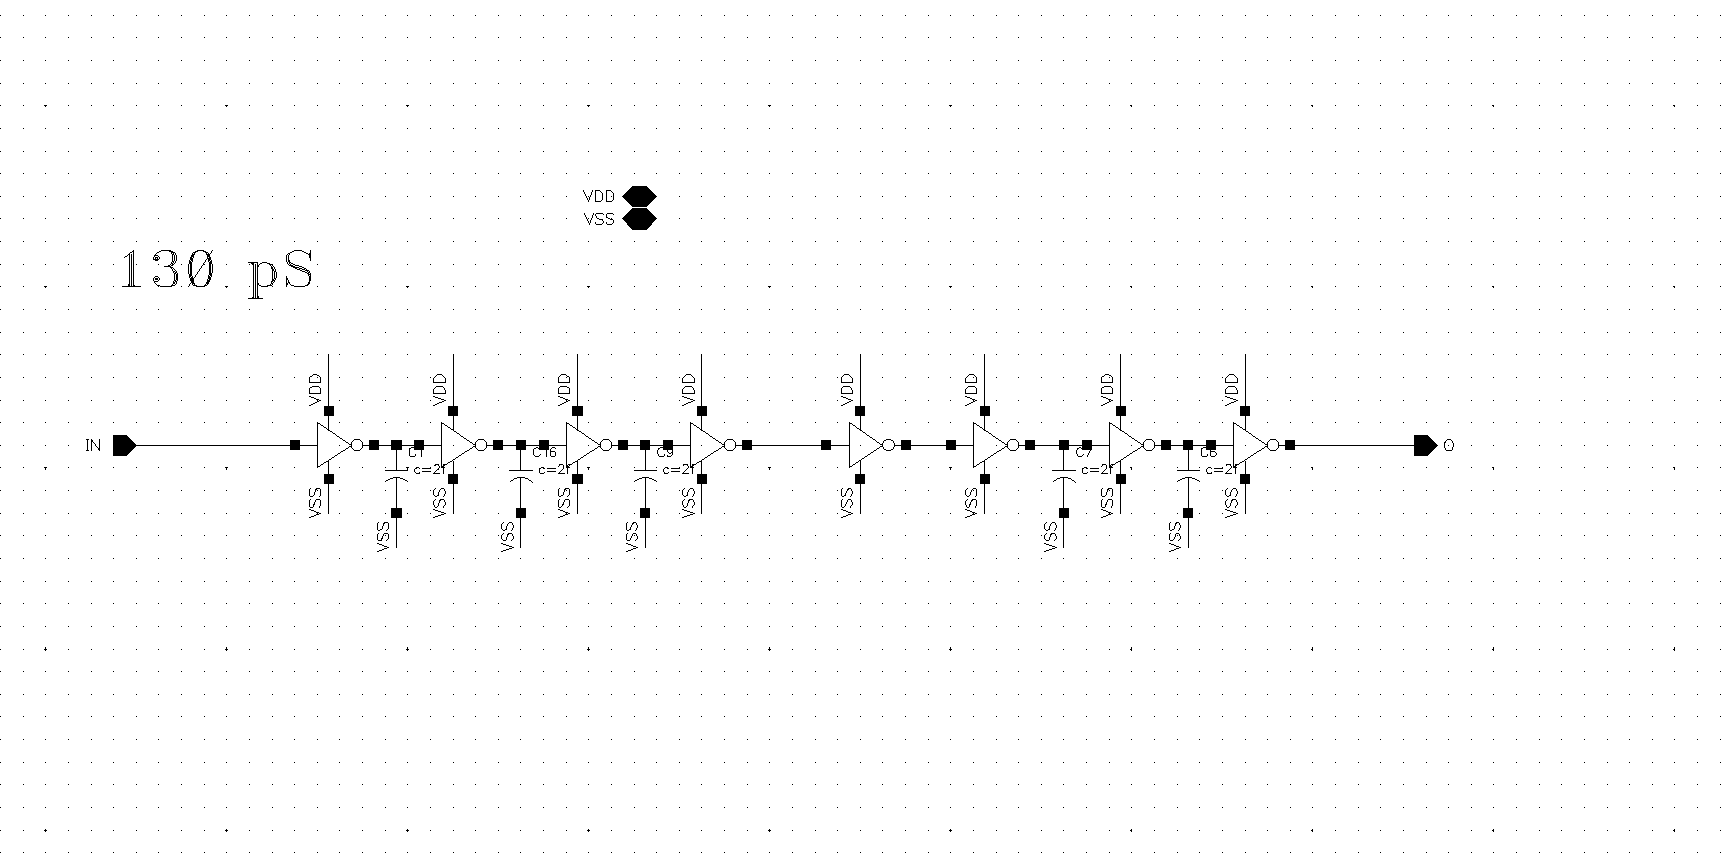 VDD
VSS
130 pS
VDD VDD VDD VDD VDD VDD VDD VDD
IN O
C1 C16 C9 C7
c=2f c=2f c=2f c=2f c=2f
VSS VSS VSS VSS VSS VSS VSS VSS
VSS VSS VSS VSS VSS